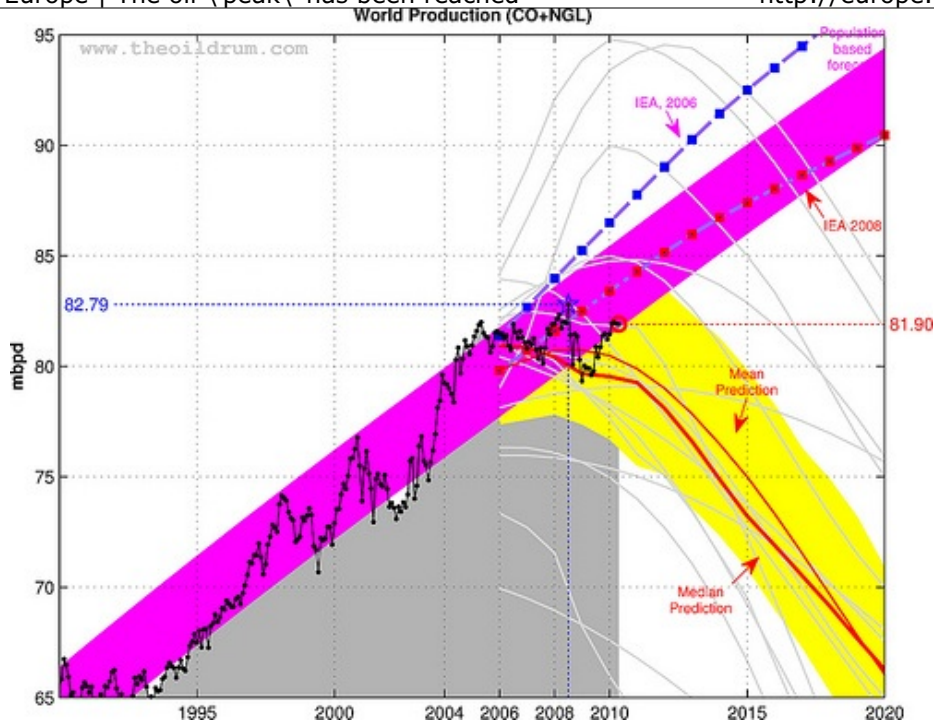 Europe | The oil \"peak\" has been reached
http://europe.
World Production (CO+NGL)
www.theoildrum.com
95
90
85
80
75
70
65
mbpd
Population
based
IEA, 2006
IEA 2008
82.79
81.90
Mean
Prediction
Median
Prediction
1995
2000
2004
2006
2008
2010
2015
2020